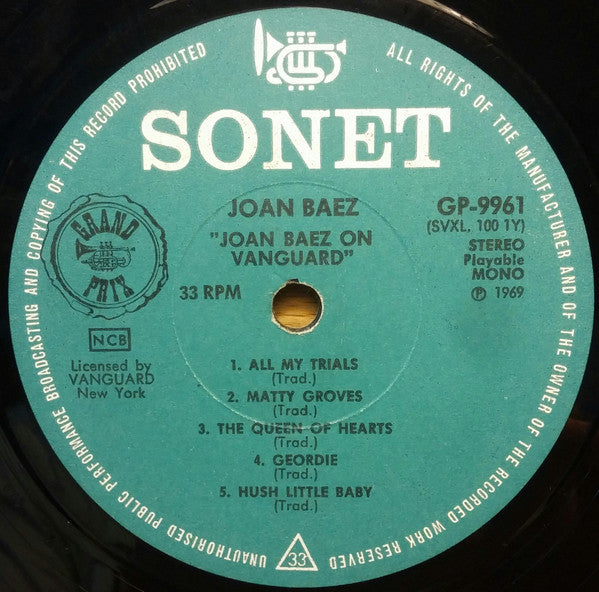 UNAUTHORISED PUBLIC PERFORMANCE BROADCASTING AND COPYING OF THIS RECORD PROHIBITED
ALL RIGHTS OF THE MANUFACTURER AND OF THE OWNER OF THE RECORDED WORK RESERVED
SONET
JOAN BAEZ
"JOAN BAEZ ON
VANGUARD"
33 RPM
GP-9961
(SVXL, 100 1Y)
STEREO
Playable
MONO
Ⓟ 1969
GRAND
PRIX
NCB
Licensed by
VANGUARD
New York
1. ALL MY TRIALS
(Trad.)
2. MATTY GROVES
(Trad.)
3. THE QUEEN OF HEARTS
(Trad.)
4. GEORDIE
(Trad.)
5. HUSH LITTLE BABY
(Trad.)
33